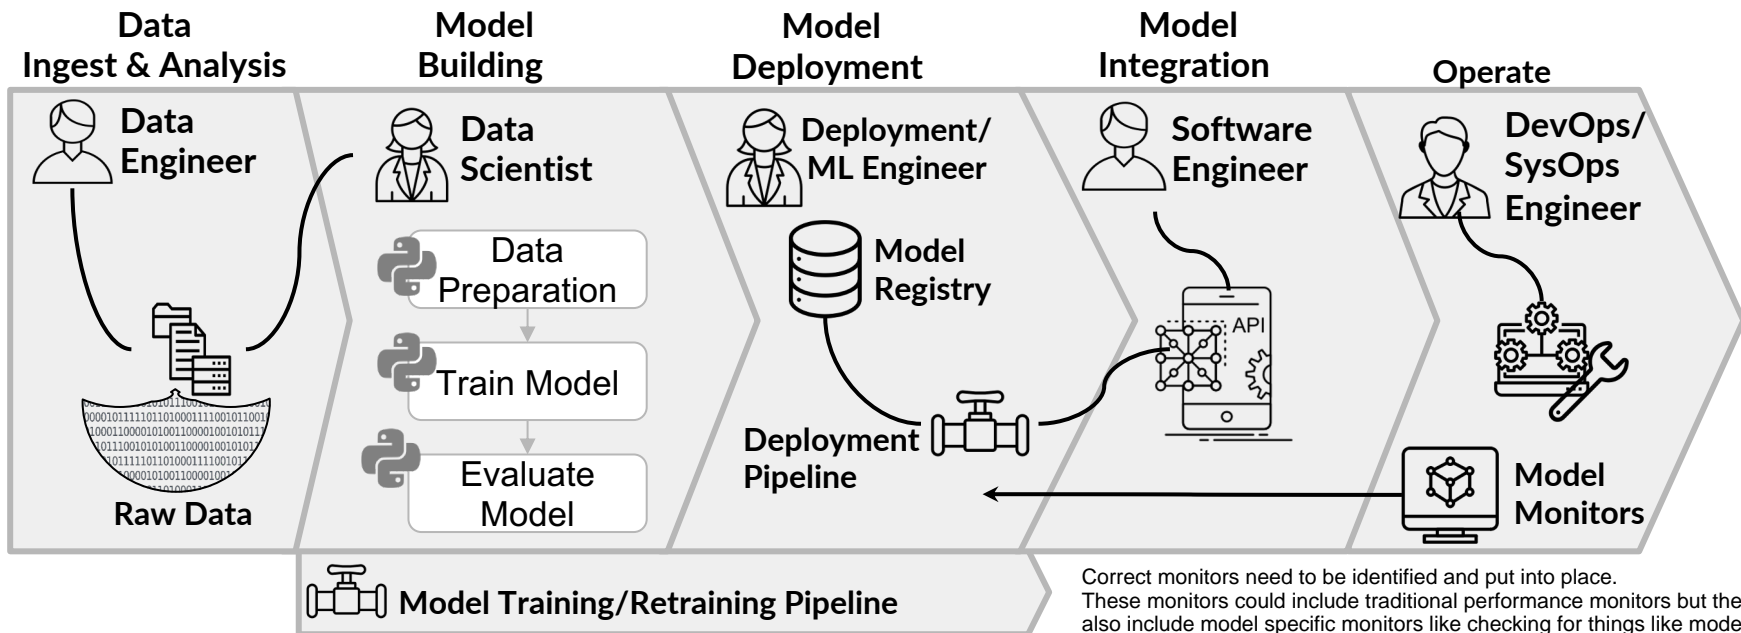 Data
Ingest & Analysis
Model
Building
Model
Deployment
Model
Integration
Operate
Data
Engineer
Raw Data
Data
Scientist
Data
Preparation
Train Model
Evaluate
Model
Deployment/
ML Engineer
Model
Registry
Deployment
Pipeline
Software
Engineer
API
DevOps/
SysOps
Engineer
Model
Monitors
Model Training/Retraining Pipeline
Correct monitors need to be identified and put into place.
These monitors could include traditional performance monitors but the
also include model specific monitors like checking for things like mode